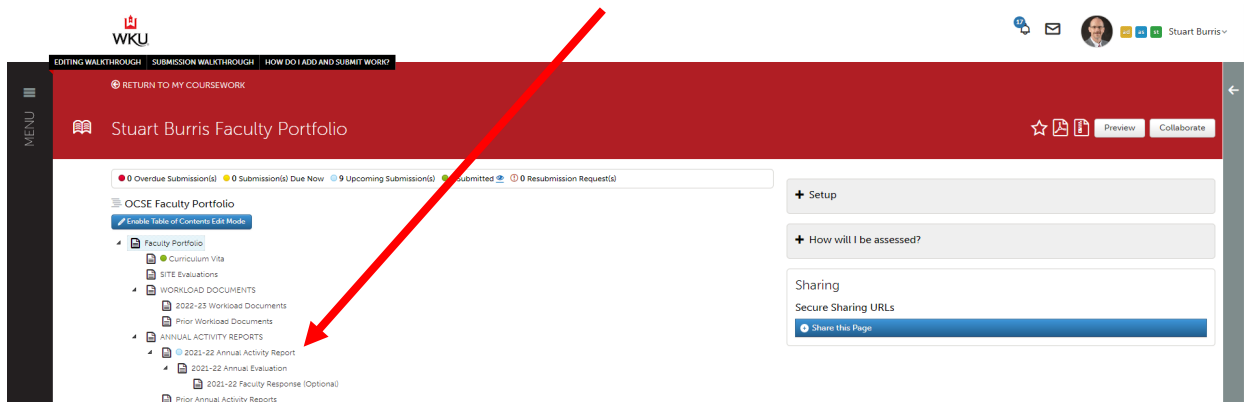 WKU
17
ad as st Stuart Burris
EDITING WALKTHROUGH SUBMISSION WALKTHROUGH HOW DO I ADD AND SUBMIT WORK?
MENU
RETURN TO MY COURSEWORK
Stuart Burris Faculty Portfolio
Preview Collaborate
0 Overdue Submission(s) 0 Submission(s) Due Now 9 Upcoming Submission(s) 0 Resubmission Request(s)
OCSE Faculty Portfolio
Enable Table of Contents Edit Mode
Faculty Portfolio
Curriculum Vita
SITE Evaluations
WORKLOAD DOCUMENTS
2022-23 Workload Documents
Prior Workload Documents
ANNUAL ACTIVITY REPORTS
2021-22 Annual Activity Report
2021-22 Annual Evaluation
2021-22 Faculty Response (Optional)
Prior Annual Activity Reports
+ Setup
+ How will I be assessed?
Sharing
Secure Sharing URLs
Share this Page